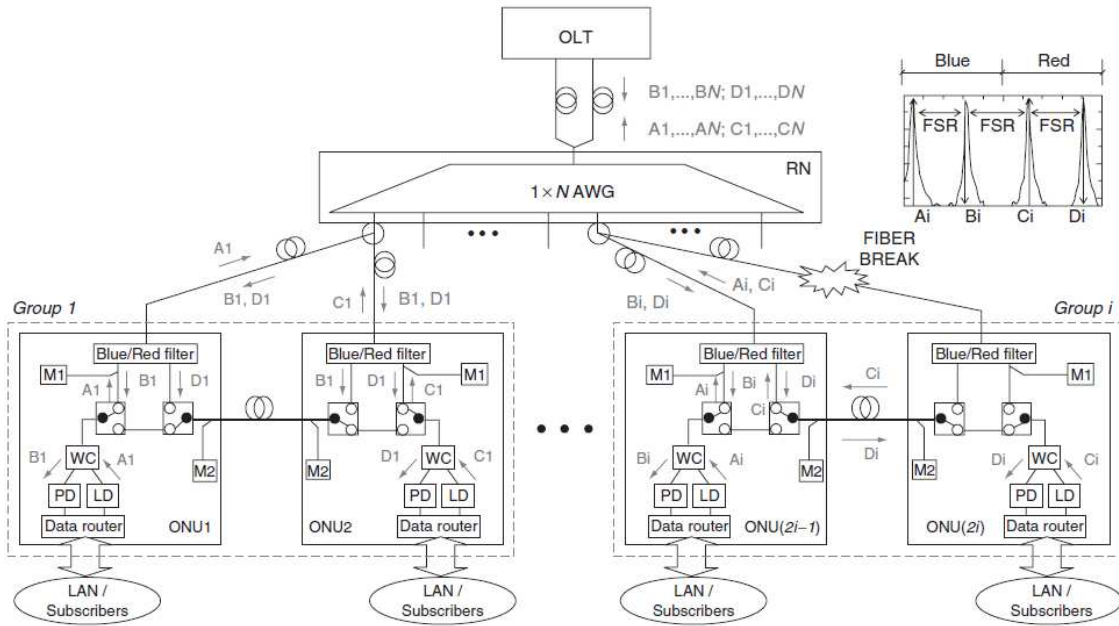 OLT
B1,...,BN; D1,...,DN
A1,...,AN; C1,...,CN
Blue
Red
FSR
FSR
FSR
Ai
Bi
Ci
Di
RN
1 × N AWG
A1
B1, D1
C1
B1, D1
Bi, Di
Ai, Ci
FIBER
BREAK
Group 1
Group i
Blue/Red filter
M1
A1
B1
D1
WC
B1
A1
PD
LD
M2
Data router
ONU1
LAN /
Subscribers
Blue/Red filter
B1
D1
C1
M1
M2
WC
D1
C1
PD
LD
ONU2
Data router
LAN /
Subscribers
Blue/Red filter
M1
Ai
Bi
Ci
Di
WC
Bi
Ai
PD
LD
M2
Data router
ONU(2i–1)
LAN /
Subscribers
Ci
Di
Blue/Red filter
M1
M2
WC
Di
Ci
PD
LD
ONU(2i)
Data router
LAN /
Subscribers